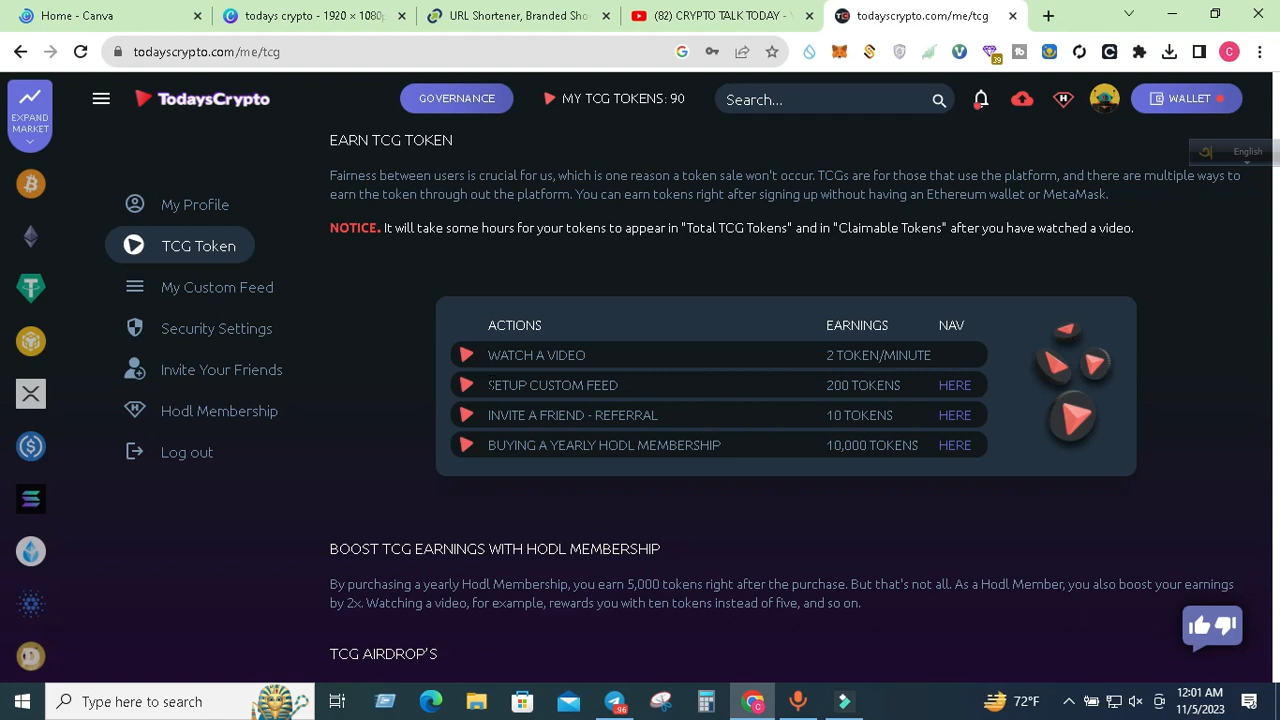 Home - Canva
todays crypto - 1920 × 1080p
URL Shortener, Branded Sho
(82) CRYPTO TALK TODAY - Y
todayscrypto.com/me/tcg
todayscrypto.com/me/tcg
39
C
EXPAND
MARKET
TodaysCrypto
GOVERNANCE
MY TCG TOKENS: 90
Search...
WALLET
English
My Profile
TCG Token
My Custom Feed
Security Settings
Invite Your Friends
Hodl Membership
Log out
EARN TCG TOKEN
Fairness between users is crucial for us, which is one reason a token sale won't occur. TCGs are for those that use the platform, and there are multiple ways to
earn the token through out the platform. You can earn tokens right after signing up without having an Ethereum wallet or MetaMask.
NOTICE. It will take some hours for your tokens to appear in "Total TCG Tokens" and in "Claimable Tokens" after you have watched a video.
ACTIONS EARNINGS NAV
WATCH A VIDEO 2 TOKEN/MINUTE
SETUP CUSTOM FEED 200 TOKENS HERE
INVITE A FRIEND - REFERRAL 10 TOKENS HERE
BUYING A YEARLY HODL MEMBERSHIP 10,000 TOKENS HERE
BOOST TCG EARNINGS WITH HODL MEMBERSHIP
By purchasing a yearly Hodl Membership, you earn 5,000 tokens right after the purchase. But that's not all. As a Hodl Member, you also boost your earnings
by 2x. Watching a video, for example, rewards you with ten tokens instead of five, and so on.
TCG AIRDROP'S
Type here to search
96
72°F
12:01 AM
11/5/2023